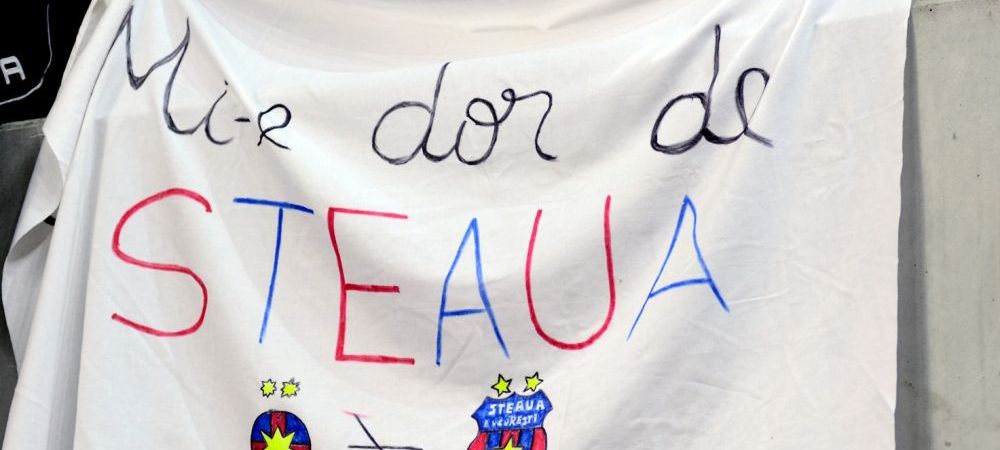 A
Mi-e dor de
STEAUA
STEAUA
BUCUREȘTI